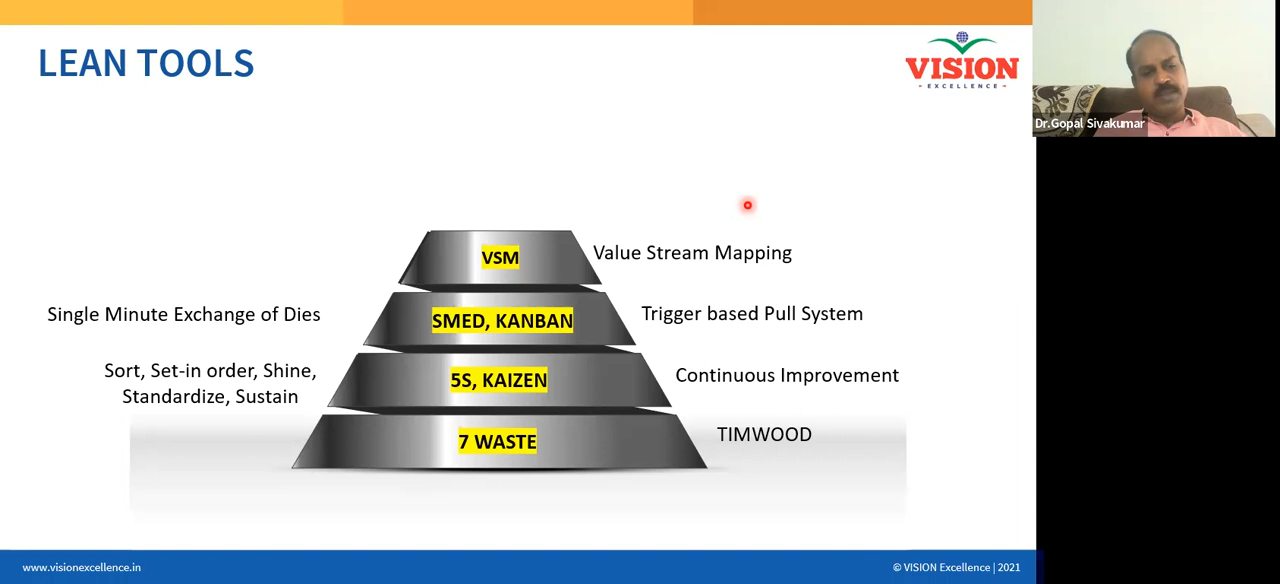 LEAN TOOLS
VISION
- EXCELLENCE -
Dr.Gopal Sivakumar
VSM
Value Stream Mapping
Single Minute Exchange of Dies
SMED, KANBAN
Trigger based Pull System
Sort, Set-in order, Shine,
Standardize, Sustain
5S, KAIZEN
Continuous Improvement
7 WASTE
TIMWOOD
www.visionexcellence.in
© VISION Excellence | 2021